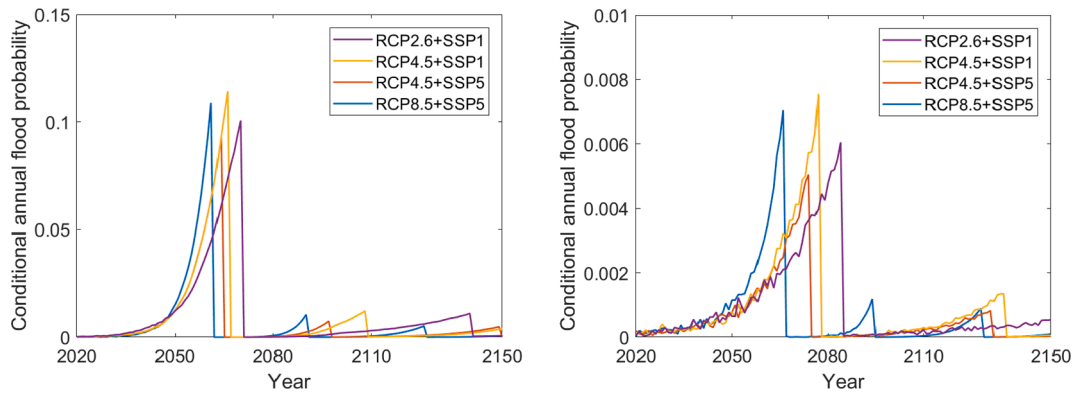 Conditional annual flood probability
0.15
0.1
0.05
0
2020
2050
2080
2110
2150
Year
RCP2.6+SSP1
RCP4.5+SSP1
RCP4.5+SSP5
RCP8.5+SSP5
Conditional annual flood probability
0.01
0.008
0.006
0.004
0.002
0
2020
2050
2080
2110
2150
Year
RCP2.6+SSP1
RCP4.5+SSP1
RCP4.5+SSP5
RCP8.5+SSP5